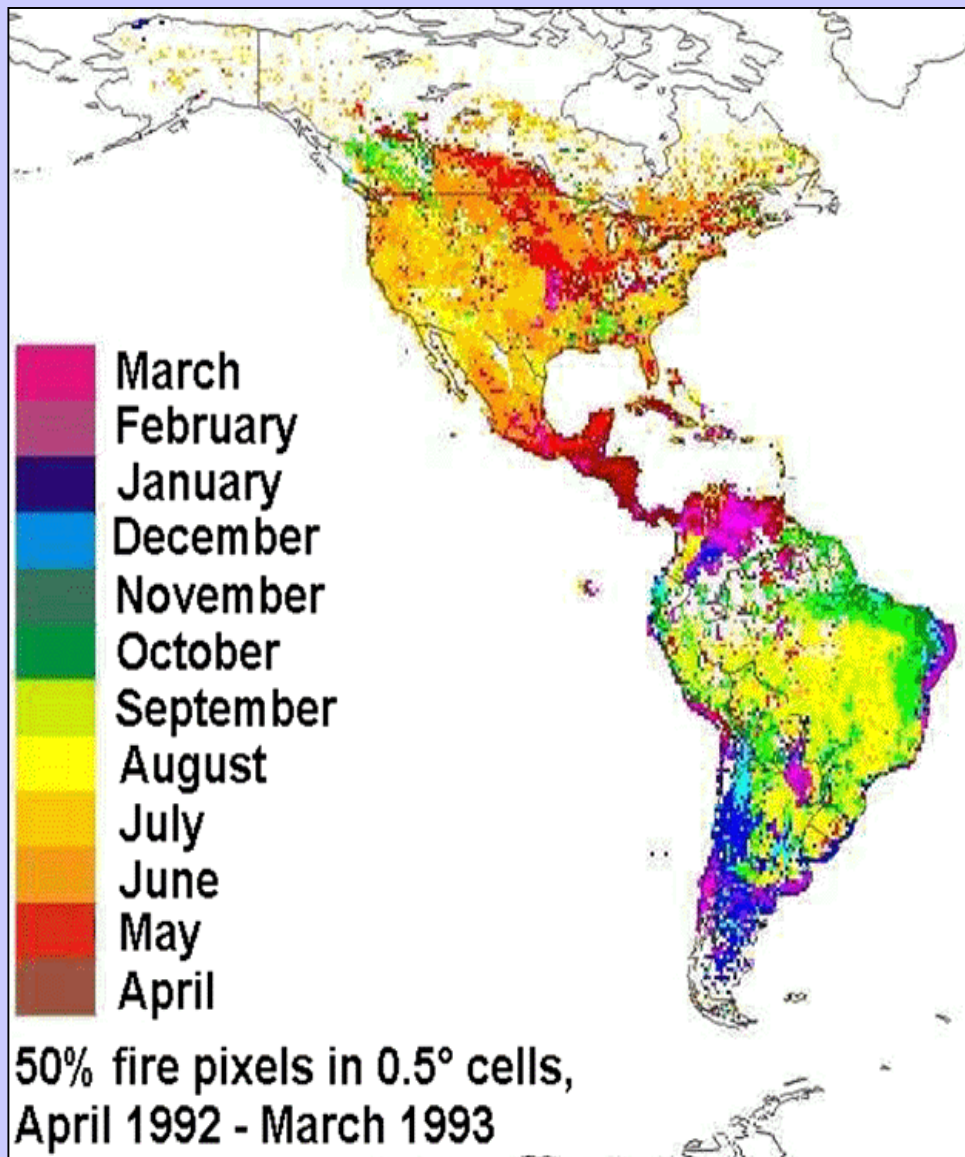 March
February
January
December
November
October
September
August
July
June
May
April
50% fire pixels in 0.5° cells,
April 1992 - March 1993